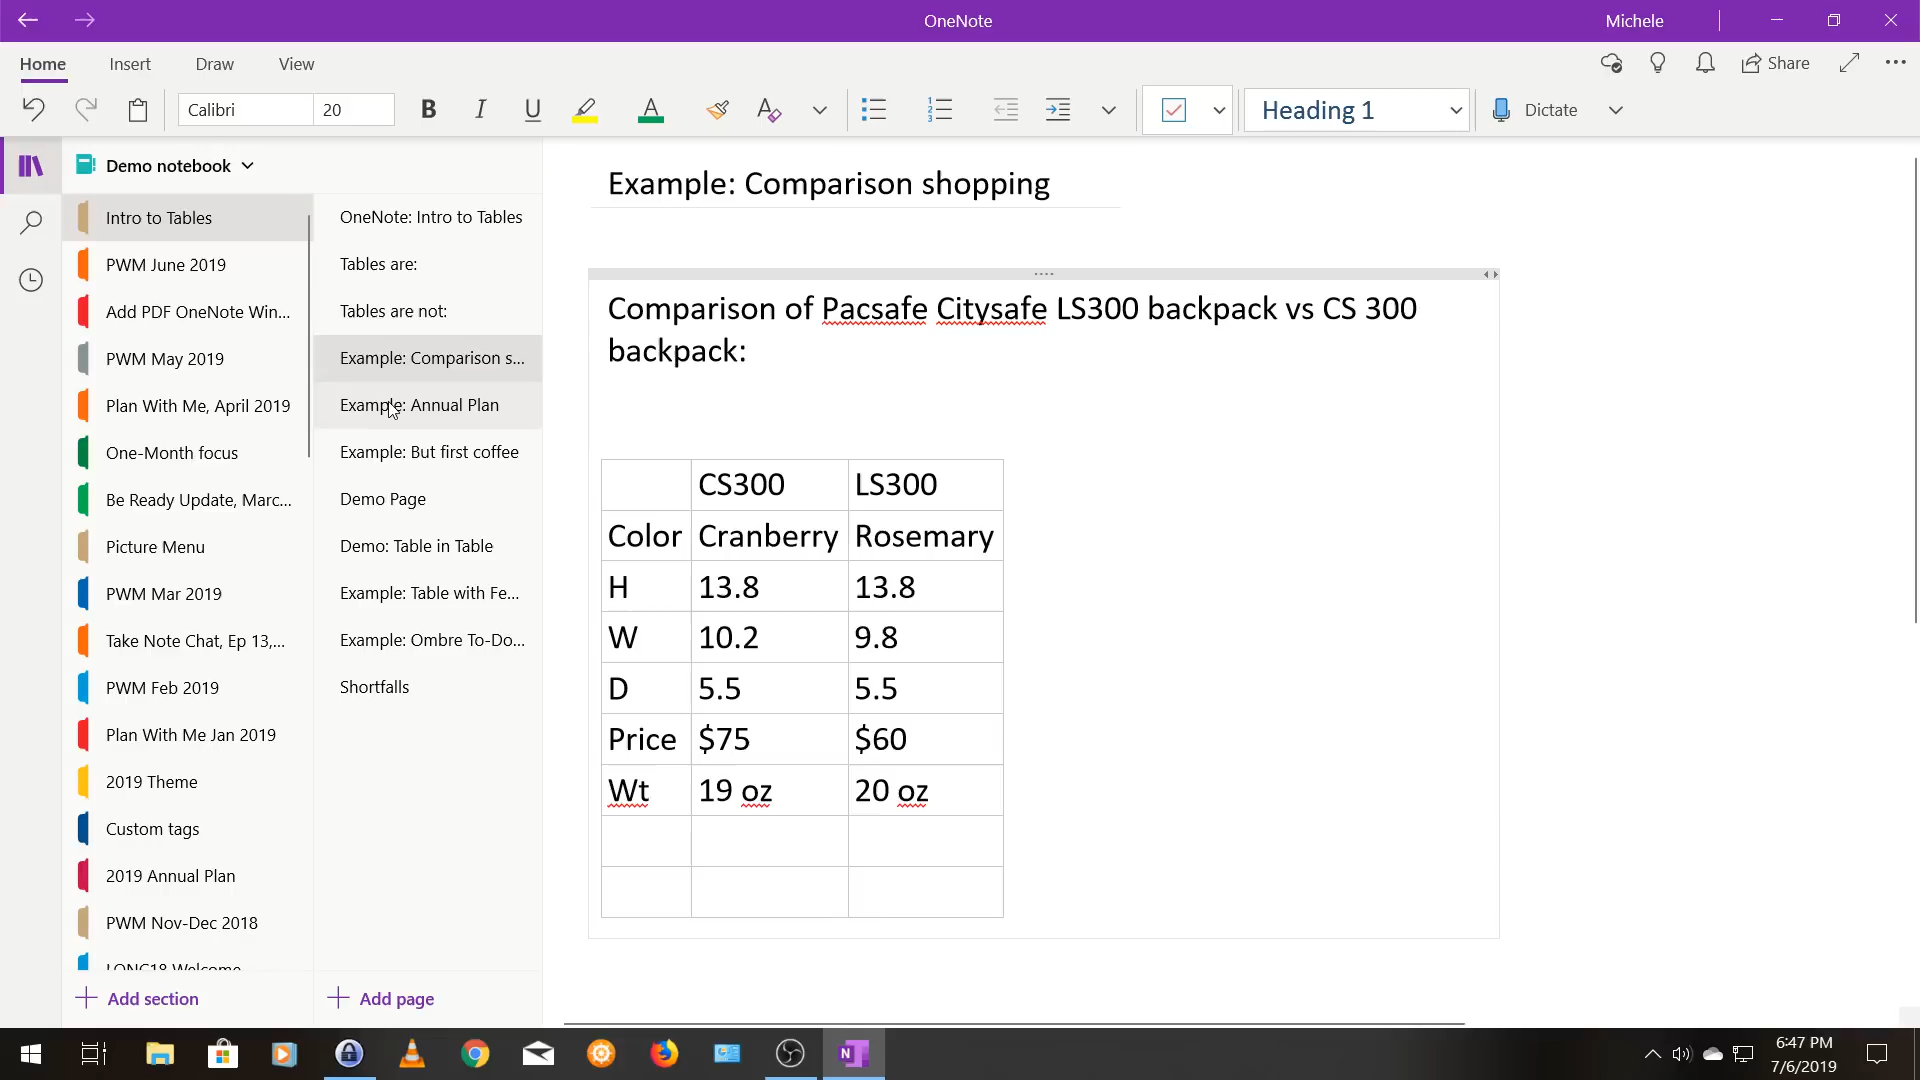 OneNote
Michele
Home Insert Draw View
Share
Calibri 20 B I U A
Heading 1
Dictate
Demo notebook
Intro to Tables
PWM June 2019
Add PDF OneNote Win...
PWM May 2019
Plan With Me, April 2019
One-Month focus
Be Ready Update, Marc...
Picture Menu
PWM Mar 2019
Take Note Chat, Ep 13,...
PWM Feb 2019
Plan With Me Jan 2019
2019 Theme
Custom tags
2019 Annual Plan
PWM Nov-Dec 2018
LONC18 Welcome
Add section
OneNote: Intro to Tables
Tables are:
Tables are not:
Example: Comparison s...
Example: Annual Plan
Example: But first coffee
Demo Page
Demo: Table in Table
Example: Table with Fe...
Example: Ombre To-Do...
Shortfalls
Add page
Example: Comparison shopping
Comparison of Pacsafe Citysafe LS300 backpack vs CS 300
backpack:
CS300 LS300
Color Cranberry Rosemary
H 13.8 13.8
W 10.2 9.8
D 5.5 5.5
Price $75 $60
Wt 19 oz 20 oz
6:47 PM
7/6/2019